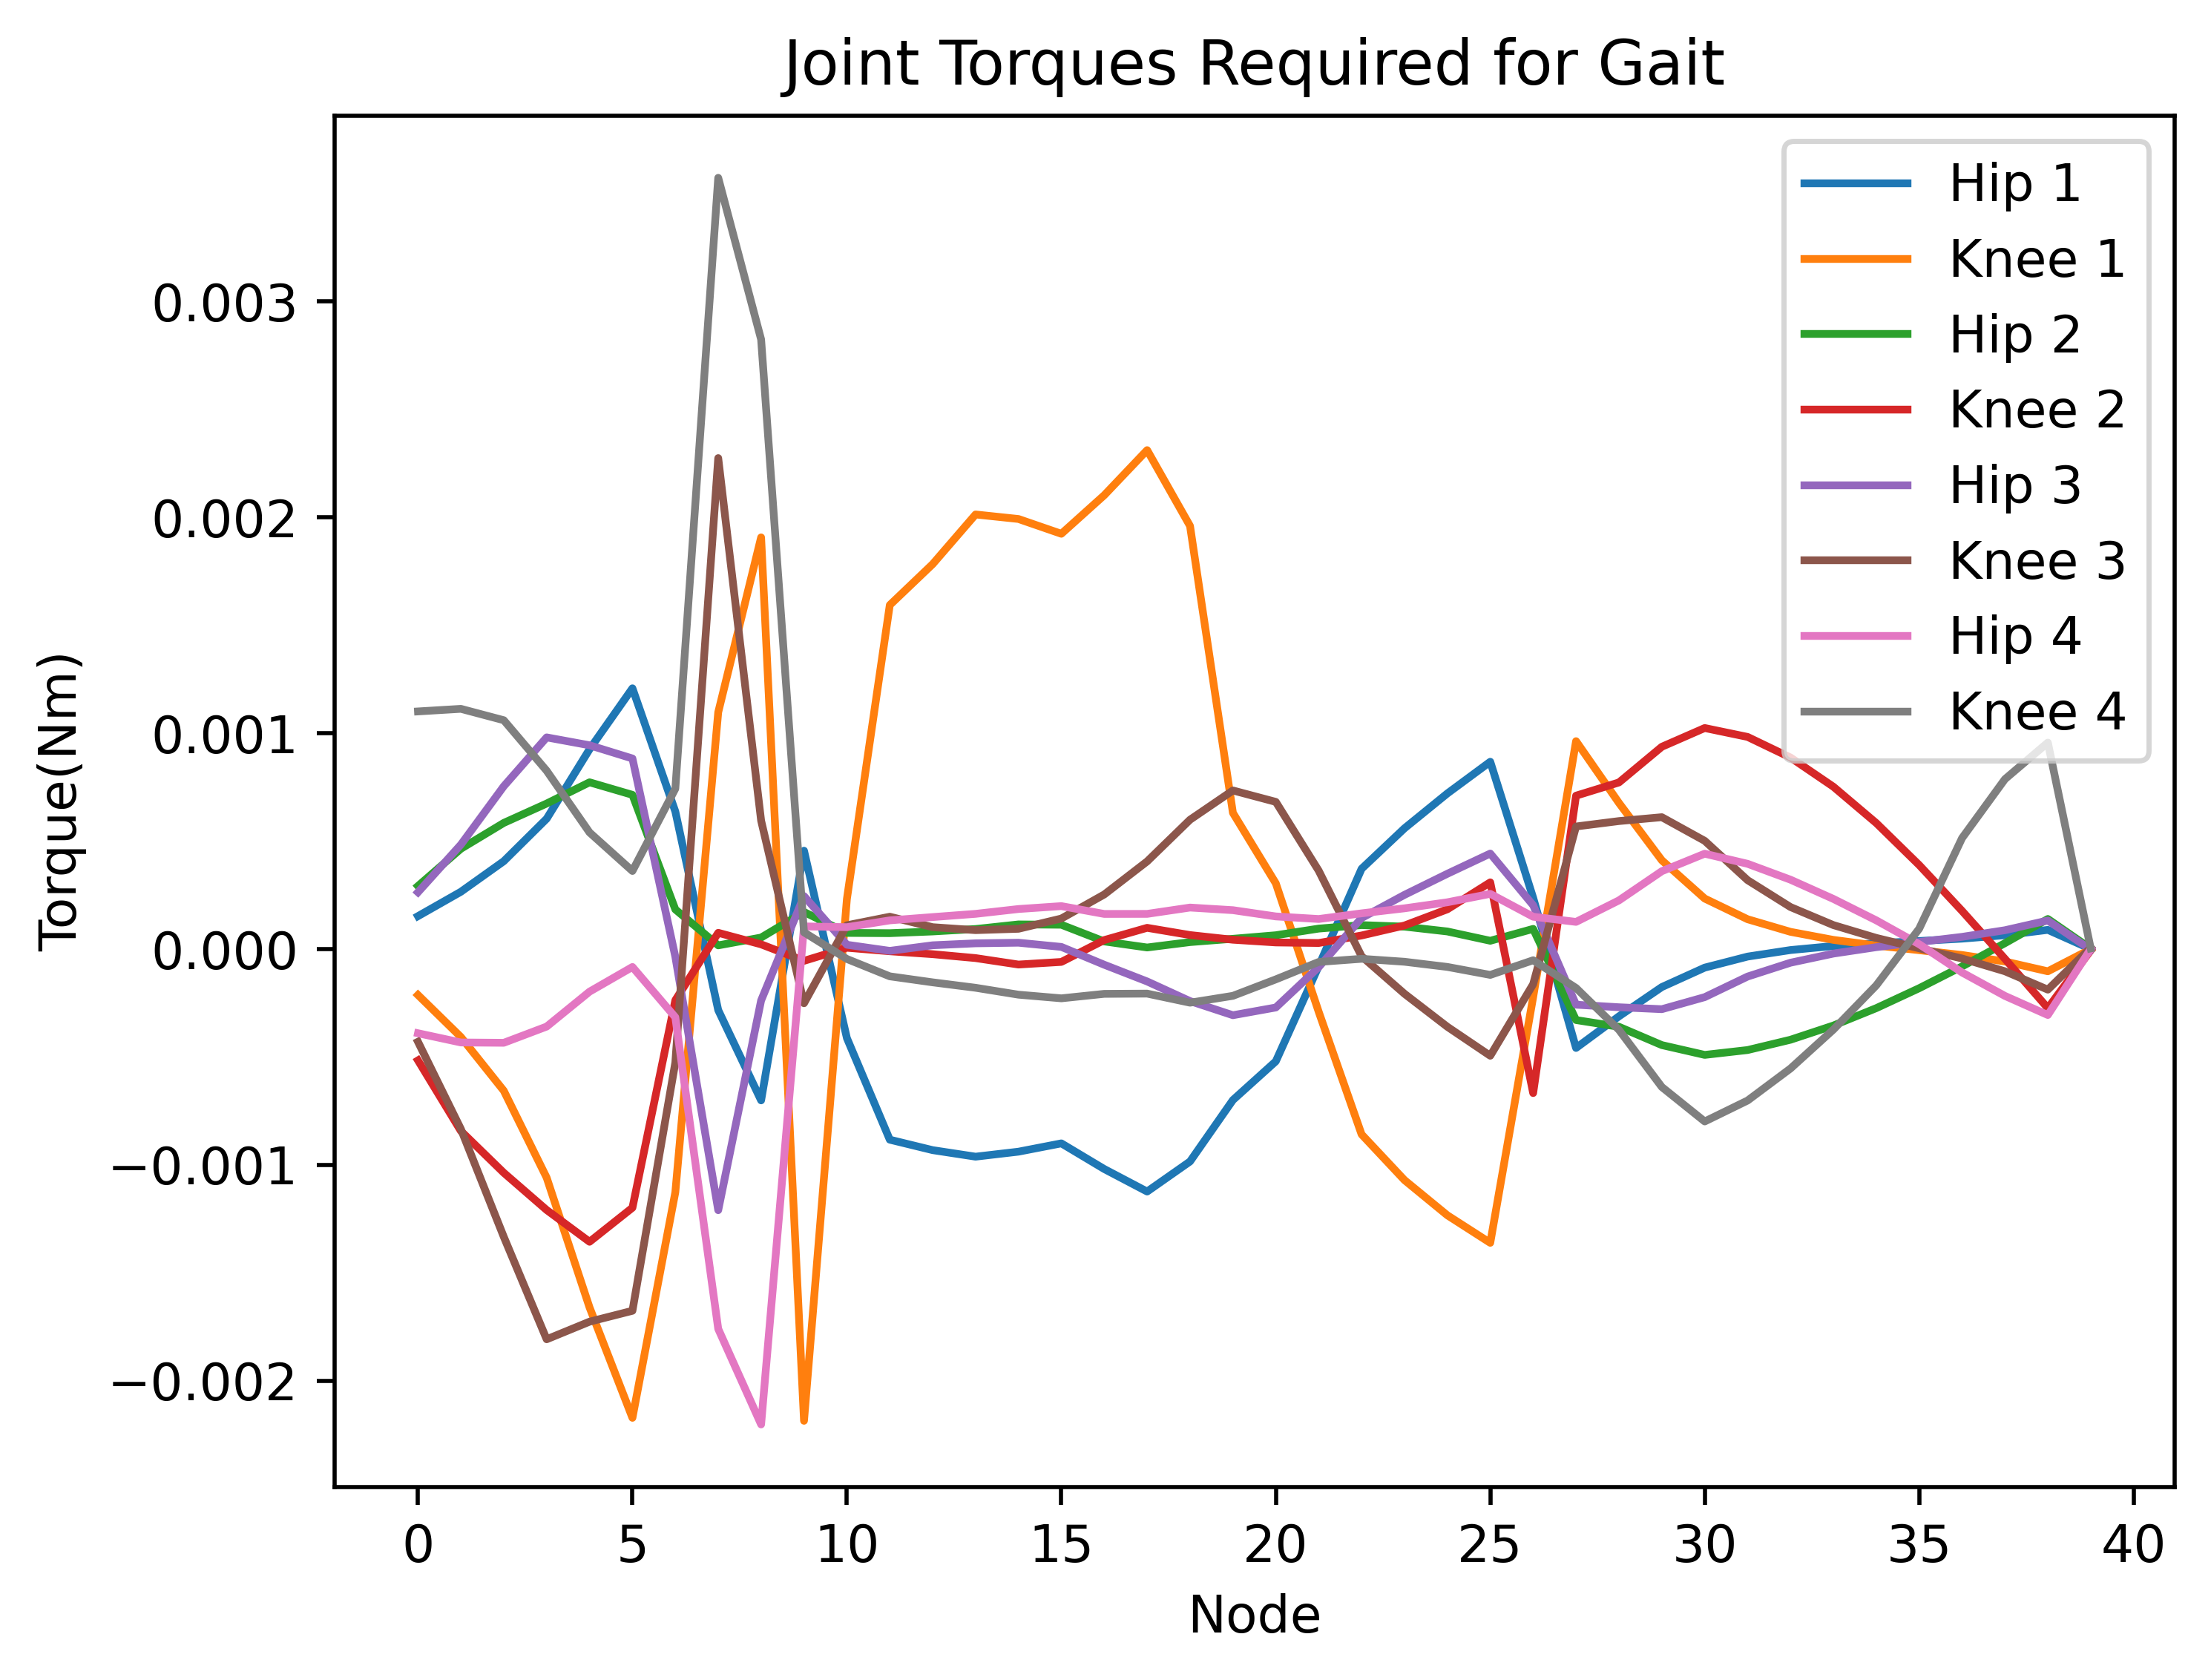 Joint Torques Required for Gait
Torque(Nm)
0.003
0.002
0.001
0.000
−0.001
−0.002
Hip 1
Knee 1
Hip 2
Knee 2
Hip 3
Knee 3
Hip 4
Knee 4
0 5 10 15 20 25 30 35 40
Node